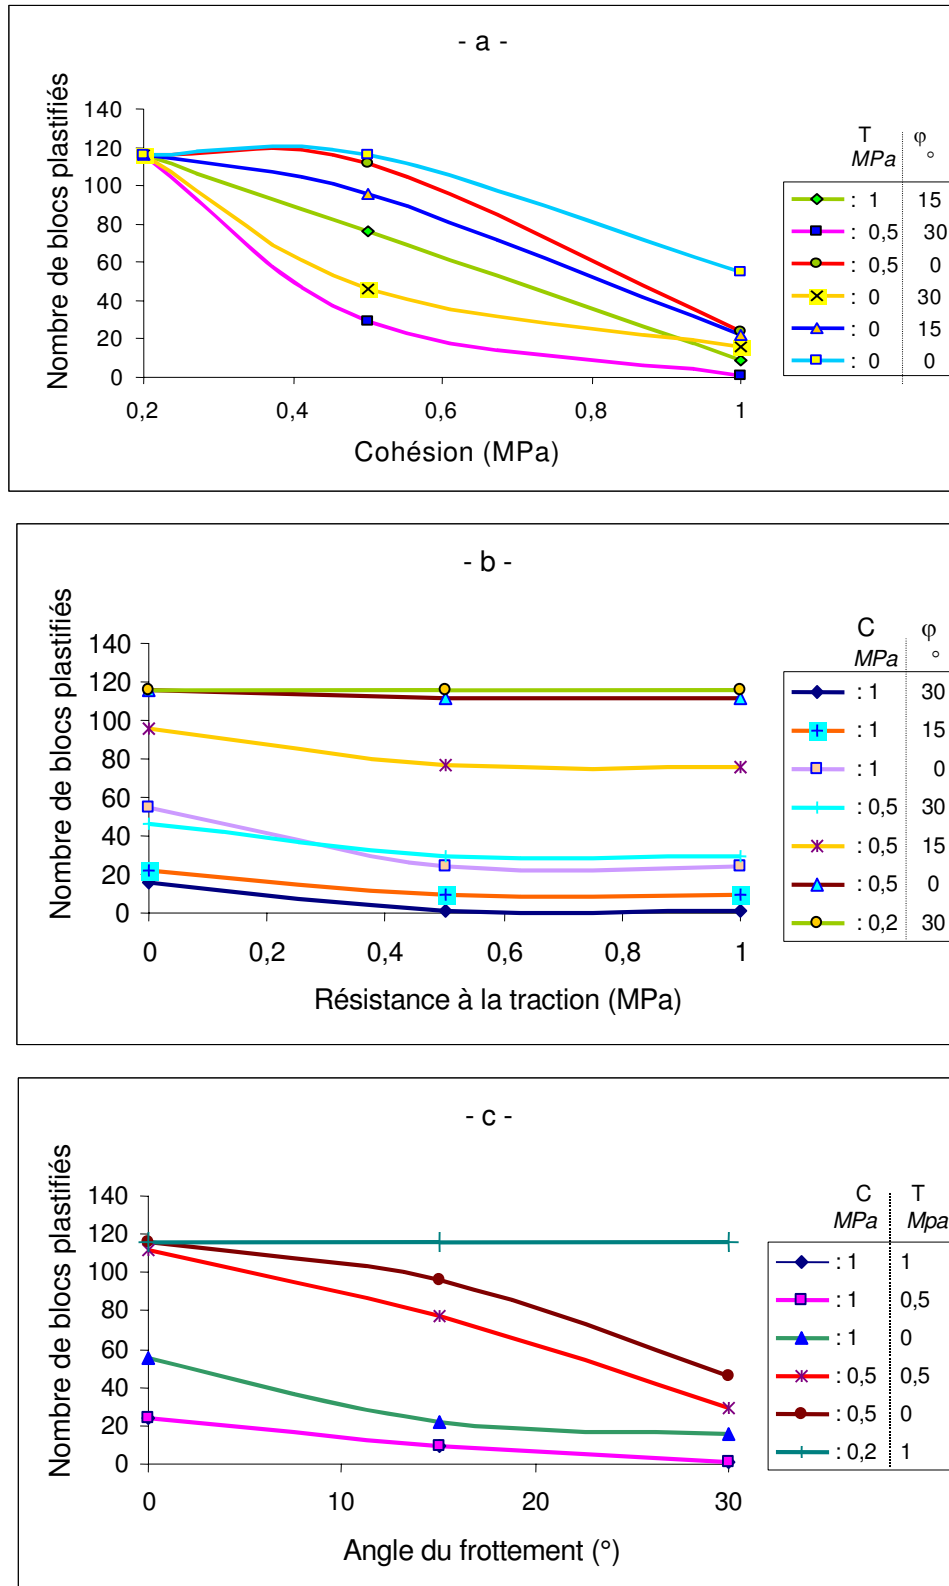 - a -
Nombre de blocs plastifiés
140
120
100
80
60
40
20
0
0,2
0,4
0,6
0,8
1
Cohésion (MPa)
T φ
MPa °
: 1 15
: 0,5 30
: 0,5 0
: 0 30
: 0 15
: 0 0
- b -
Nombre de blocs plastifiés
140
120
100
80
60
40
20
0
0
0,2
0,4
0,6
0,8
1
Résistance à la traction (MPa)
C φ
MPa °
: 1 30
: 1 15
: 1 0
: 0,5 30
: 0,5 15
: 0,5 0
: 0,2 30
- c -
Nombre de blocs plastifiés
140
120
100
80
60
40
20
0
0
10
20
30
Angle du frottement (°)
C T
MPa Mpa
: 1 1
: 1 0,5
: 1 0
: 0,5 0,5
: 0,5 0
: 0,2 1